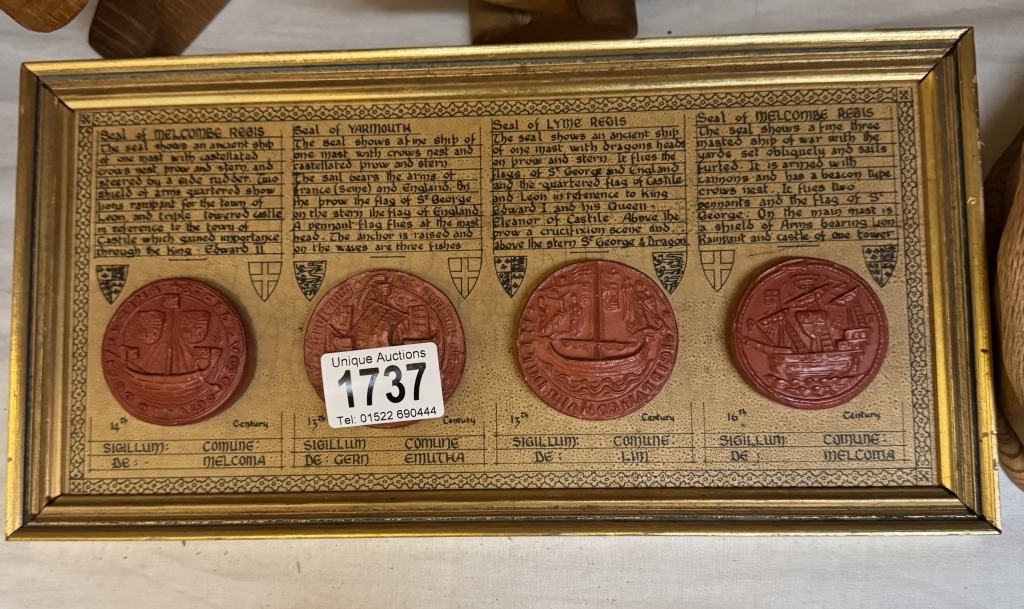 Seal of MELCOMBE REGIS
The seal shows an ancient ship
of one mast with castellated
crows nest prow and stern, and
steered by a side rudder. Two
shields of arms quartered show
lions rampant for the town of
Leon, and triple towered castle
in reference to the town of
Castile which gained importance
through the King: Edward II
14th Century
SIGILLUM: COMUNE:
DE: MELCOMA
Seal of YARMOUTH
The seal shows a fine ship of
one mast with crows nest and
castellated prow and stern
The sail bears the arms of
France (Seme) and England. On
the prow the flag of St George
on the stern the flag of England
A pennant flag flies at the mast
head. The anchor is raised and
on the waves are three fishes
Unique Auctions
1737
Tel: 01522 690444
13th Century
SIGILLUM COMUNE
DE: GERN EMUTHA
Seal of LYME REGIS
The seal shows an ancient ship
of one mast with dragons heads
on prow and stern. It flies the
flags of St George and England
and the quartered flag of Castile
and Leon in reference to King
Edward I and his Queen -
Eleanor of Castile. Above the
prow a crucifixion scene and
above the stern St George & Dragon
13th Century
SIGILLUM: COMUNE:
DE: LIM
Seal of MELCOMBE REGIS
The seal shows a fine three
masted ship of war with the
yards set obliquely and sails
furled. It is armed with
cannons and has a beacon type
crows nest. It flies two
pennants and the flag of St
George. On the main mast is
a shield of Arms bearing Lion
Rampant and castle of one tower
16th Century
SIGILLUM: COMUNE:
DE: MELCOMA